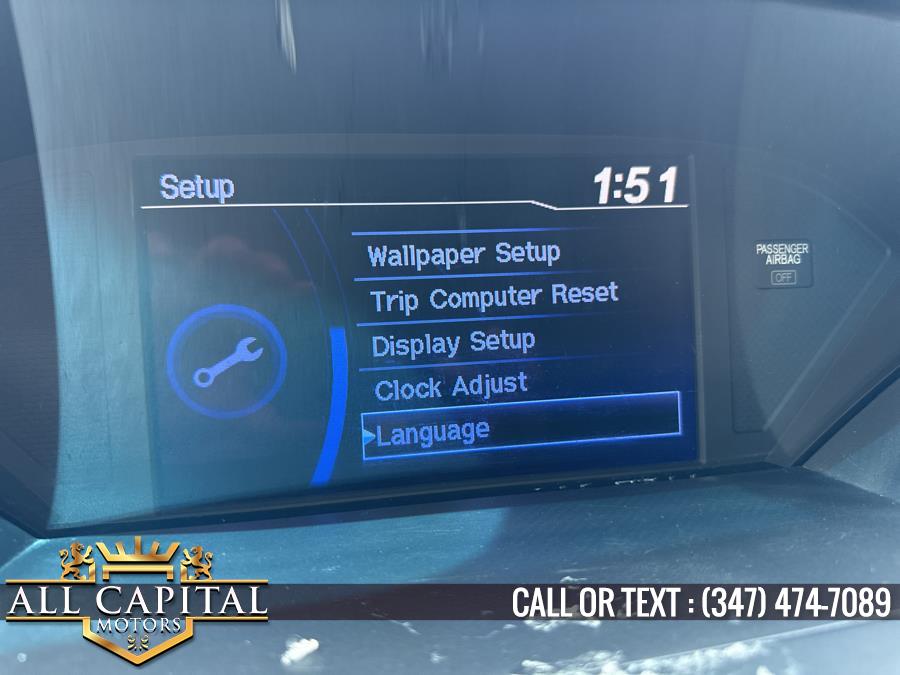 Setup
1:51
Wallpaper Setup
Trip Computer Reset
Display Setup
Clock Adjust
Language
PASSENGER
AIRBAG
OFF
ALL CAPITAL
MOTORS
CALL OR TEXT : (347) 474-7089